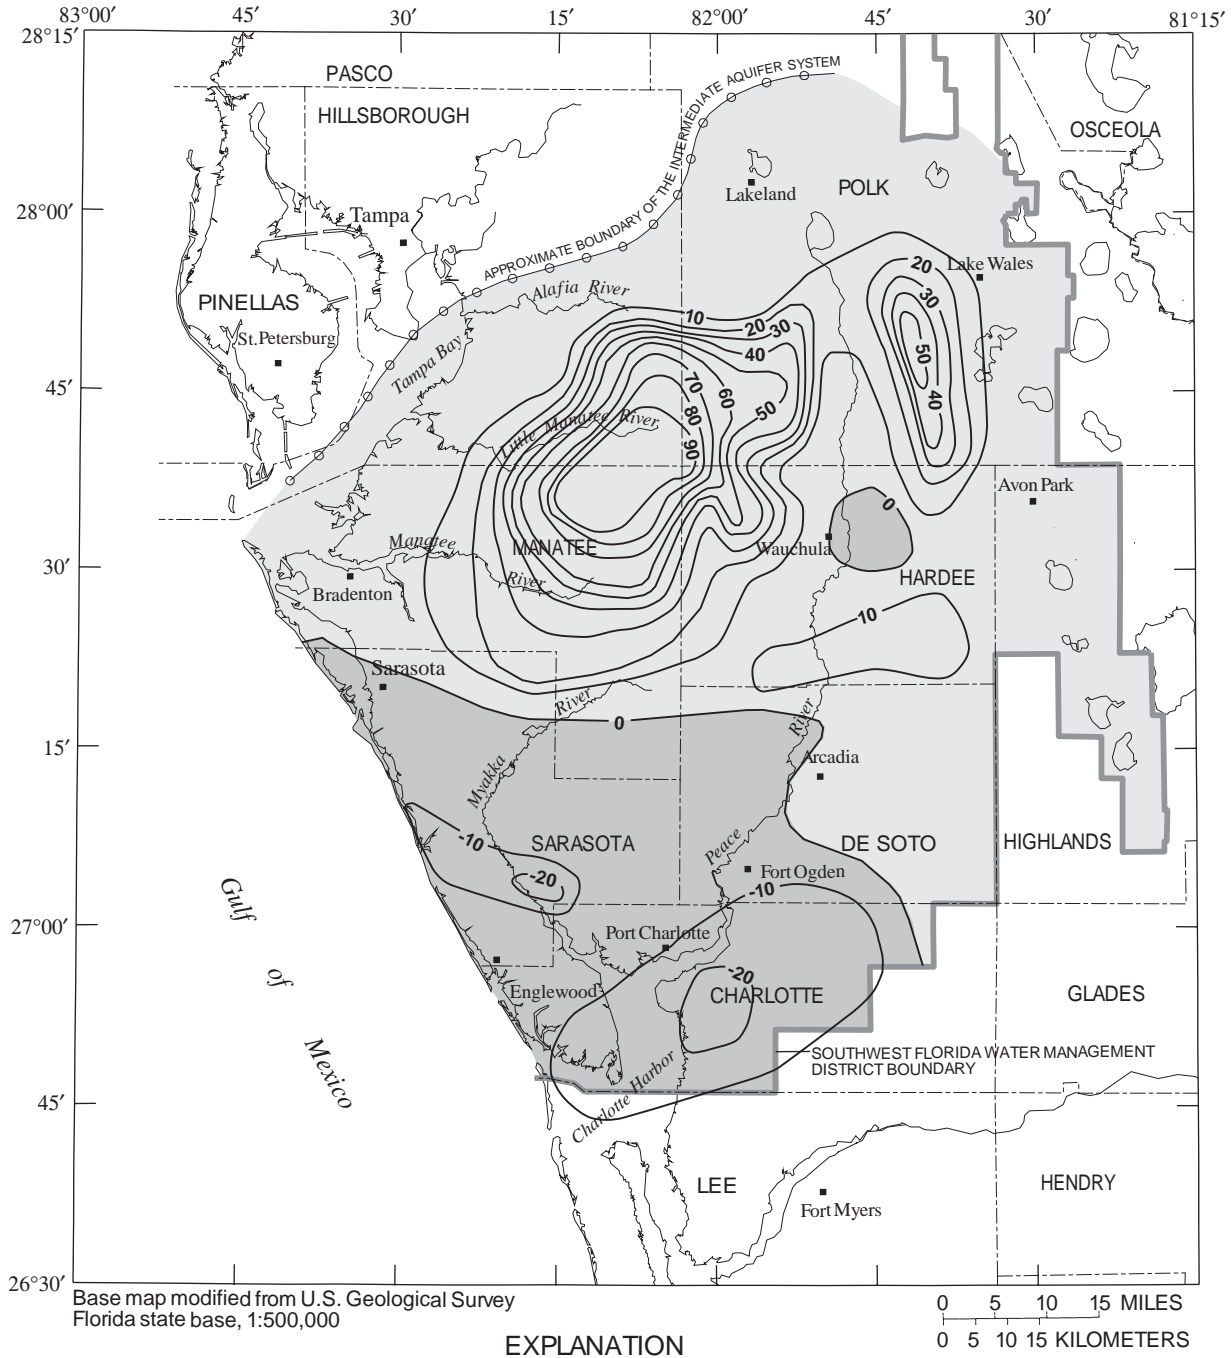 83°00′
45′
30′
15′
82°00′
45′
30′
81°15′
28°15′
PASCO
HILLSBOROUGH
APPROXIMATE BOUNDARY OF THE INTERMEDIATE AQUIFER SYSTEM
OSCEOLA
Lakeland
POLK
28°00′
Tampa
Lake Wales
20
30
50
40
PINELLAS
Alafia River
St. Petersburg
Tampa Bay
10
20
30
40
50
60
70
80
90
45′
Little Manatee River
Avon Park
0
Manatee
River
MANATEE
Wauchula
30′
Bradenton
HARDEE
10
Sarasota
River
0
River
15′
Myakka
Arcadia
-10
SARASOTA
Peace
DE SOTO
HIGHLANDS
-20
Fort Ogden
-10
Gulf
of
Mexico
27°00′
Port Charlotte
-20
Englewood
CHARLOTTE
GLADES
SOUTHWEST FLORIDA WATER MANAGEMENT
DISTRICT BOUNDARY
45′
Charlotte Harbor
LEE
HENDRY
Fort Myers
26°30′
Base map modified from U.S. Geological Survey
Florida state base, 1:500,000
0 5 10 15 MILES
0 5 10 15 KILOMETERS
EXPLANATION